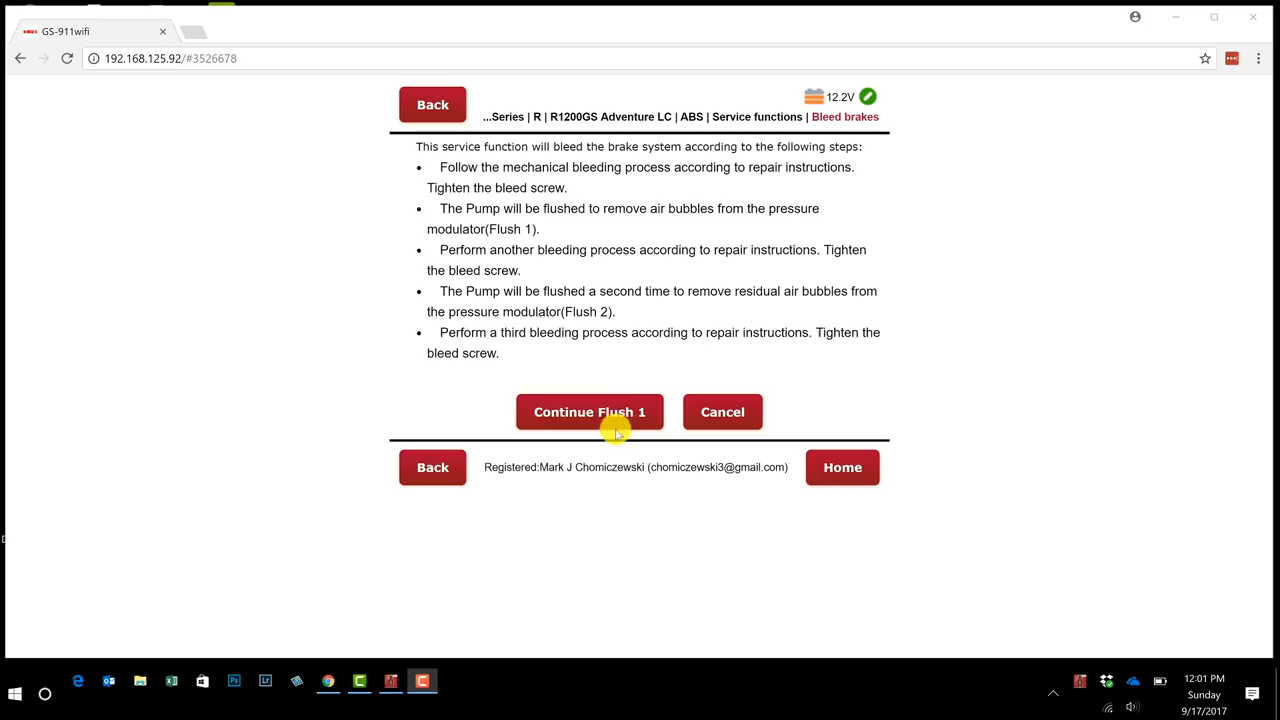 GS-911wifi
192.168.125.92/#3526678
Back
12.2V
...Series | R | R1200GS Adventure LC | ABS | Service functions | Bleed brakes
This service function will bleed the brake system according to the following steps:
• Follow the mechanical bleeding process according to repair instructions.
Tighten the bleed screw.
• The Pump will be flushed to remove air bubbles from the pressure
modulator(Flush 1).
• Perform another bleeding process according to repair instructions. Tighten
the bleed screw.
• The Pump will be flushed a second time to remove residual air bubbles from
the pressure modulator(Flush 2).
• Perform a third bleeding process according to repair instructions. Tighten the
bleed screw.
Continue Flush 1 Cancel
Back Registered:Mark J Chomiczewski (chomiczewski3@gmail.com) Home
12:01 PM
Sunday
9/17/2017